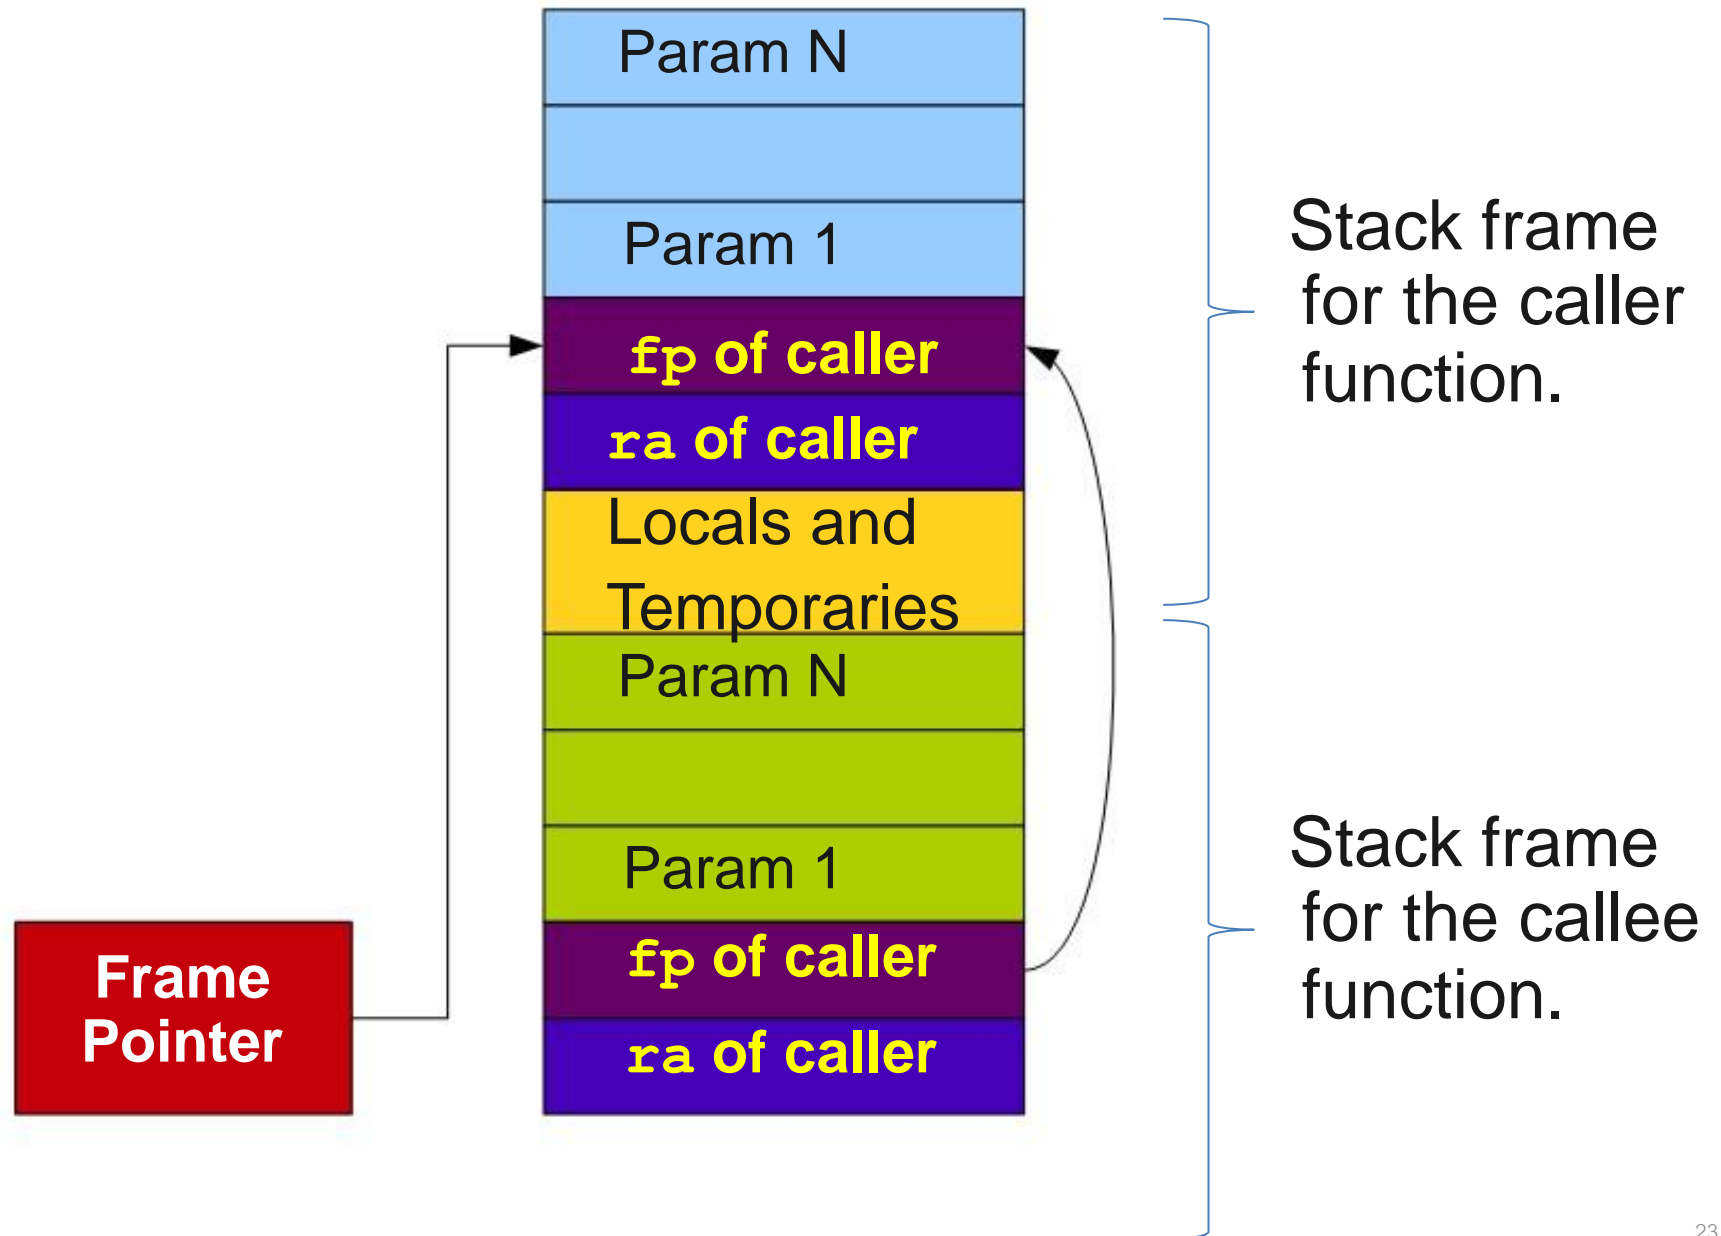 Param N
Param 1
fp of caller
ra of caller
Locals and
Temporaries
Param N
Param 1
fp of caller
ra of caller
Frame
Pointer
Stack frame
for the caller
function.
Stack frame
for the callee
function.
23